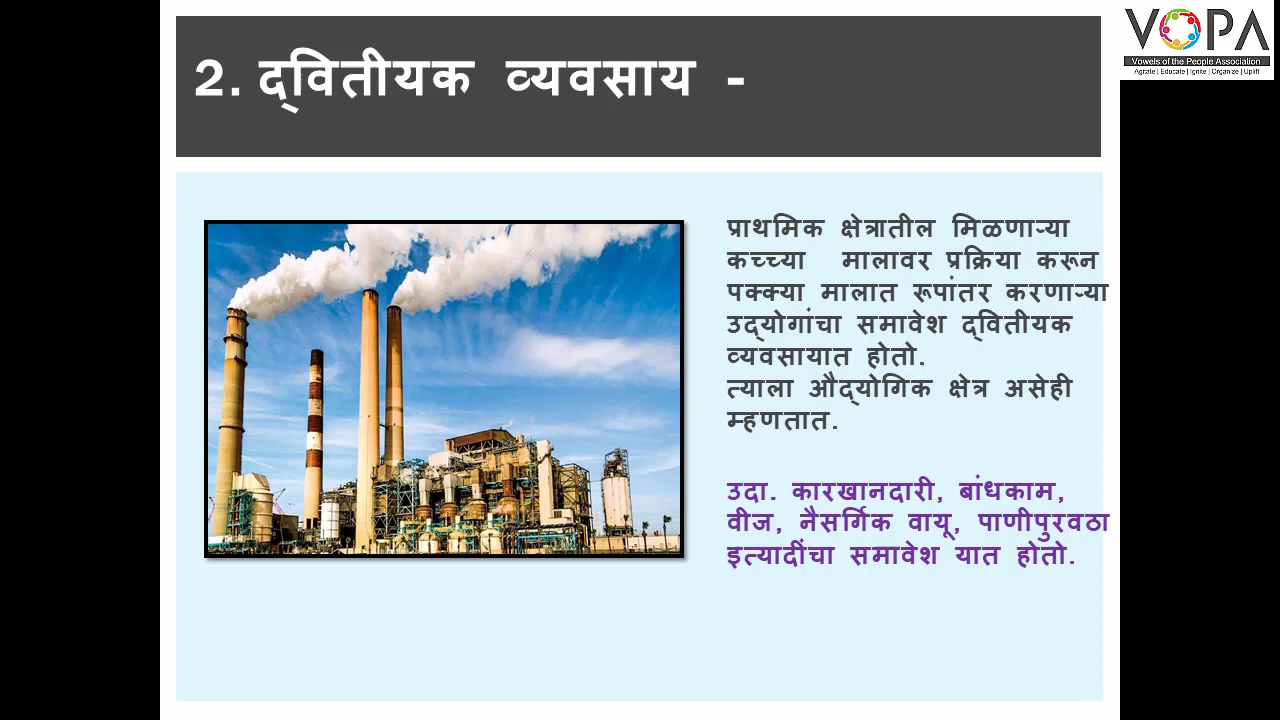 2. द्वितीयक व्यवसाय -
VOPA
Vowels of the People Association
Agitate | Educate | Ignite | Organize | Uplift
प्राथमिक क्षेत्रातील मिळणाऱ्या
कच्च्या मालावर प्रक्रिया करून
पक्क्या मालात रूपांतर करणाऱ्या
उद्योगांचा समावेश द्वितीयक
व्यवसायात होतो.
त्याला औद्योगिक क्षेत्र असेही
म्हणतात.
उदा. कारखानदारी, बांधकाम,
वीज, नैसर्गिक वायू, पाणीपुरवठा
इत्यादींचा समावेश यात होतो.